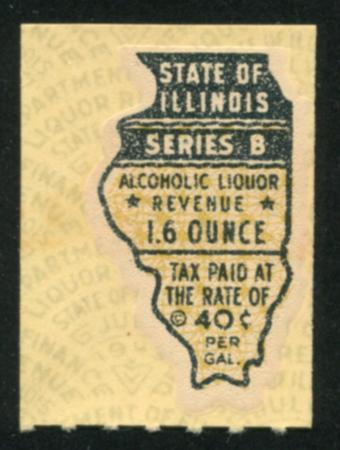 STATE OF
ILLINOIS
SERIES B
ALCOHOLIC LIQUOR
★ REVENUE ★
1.6 OUNCE
TAX PAID AT
THE RATE OF
© 40¢
PER
GAL.